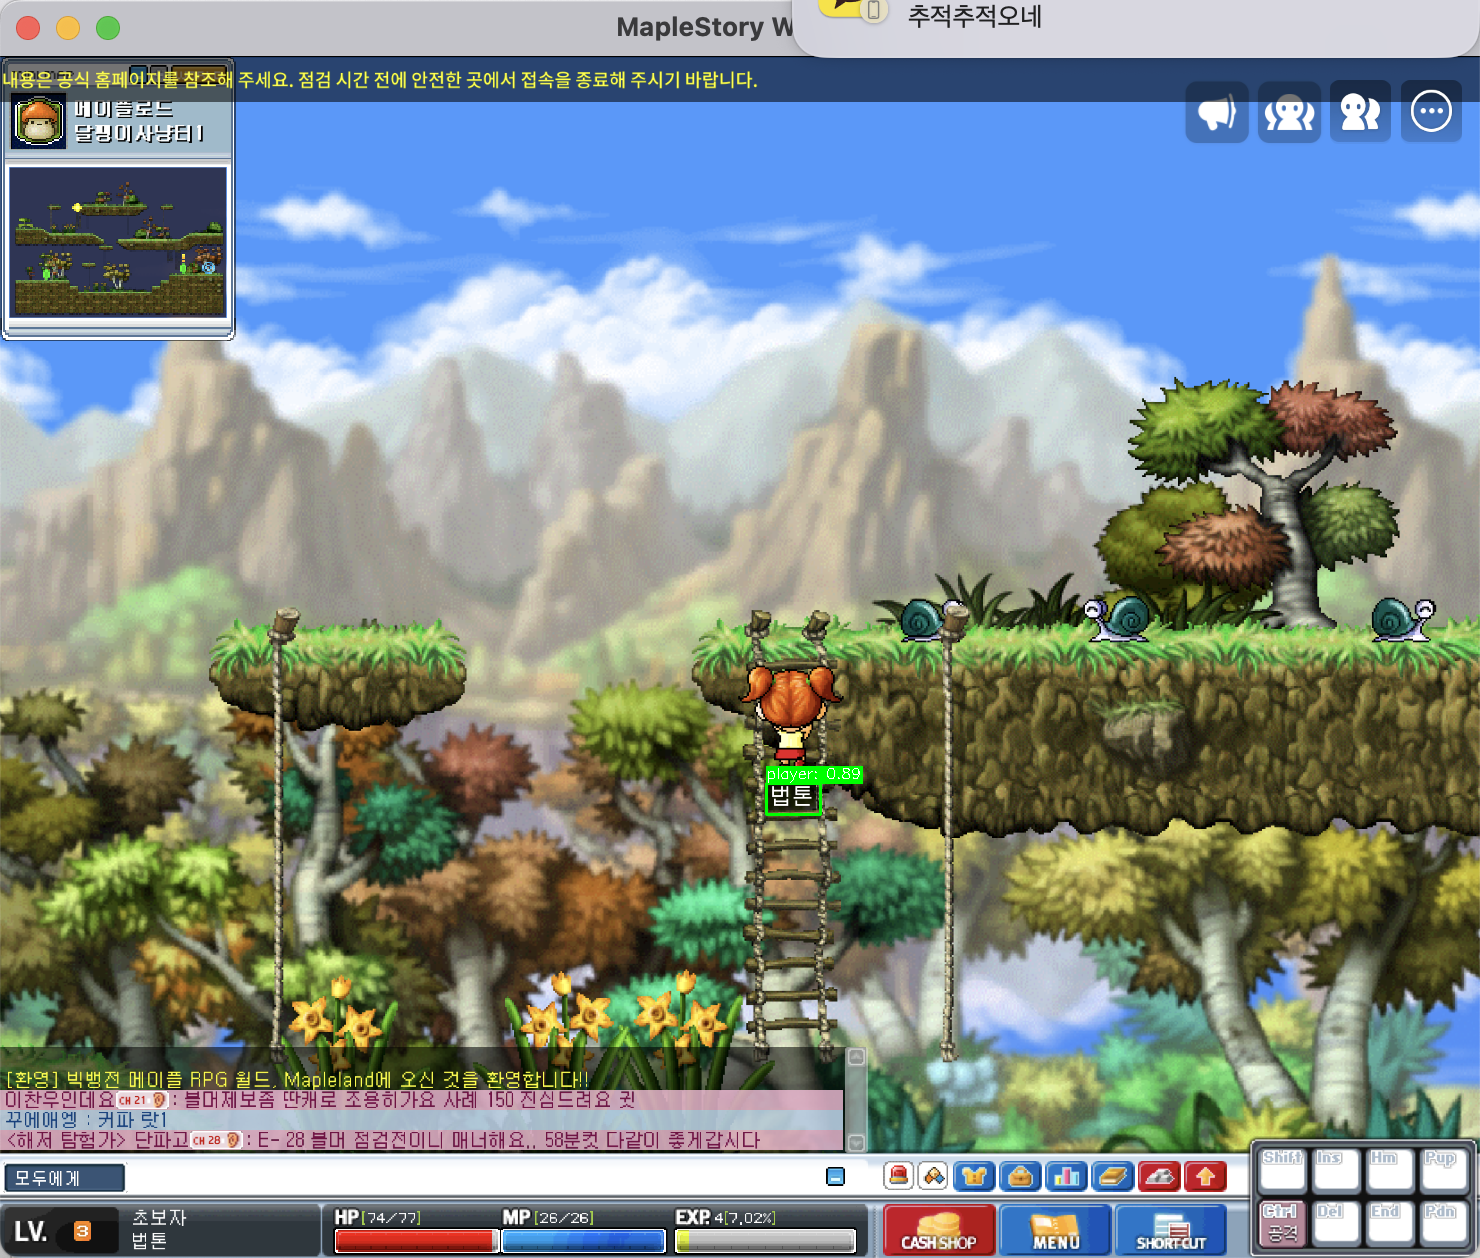 MapleStory W
추적추적오네
내용은 공식 홈페이지를 참조해 주세요. 점검 시간 전에 안전한 곳에서 접속을 종료해 주시기 바랍니다.
메이플로드
달팽이사냥터1
player: 0.89
법톤
[환영] 빅뱅전 메이플 RPG 월드, Mapleland에 오신 것을 환영합니다!!
이찬우인데요 CH 21 : 불머제보좀 딴캐로 조용히가요 사례 150 진심드려요 귓
꾸에에엥 : 커파 랏1
<해저 탐험가> 단파고 CH 28 : E- 28 불머 점검전이니 매너해요.. 58분컷 다같이 좋게갑시다
모두에게
Shift Ins Hm Pup
Ctrl Del End Pdn
공격
LV. 3
초보자
법톤
HP[74/77] MP[26/26] EXP. 4[7.02%]
CASH SHOP MENU SHORT CUT